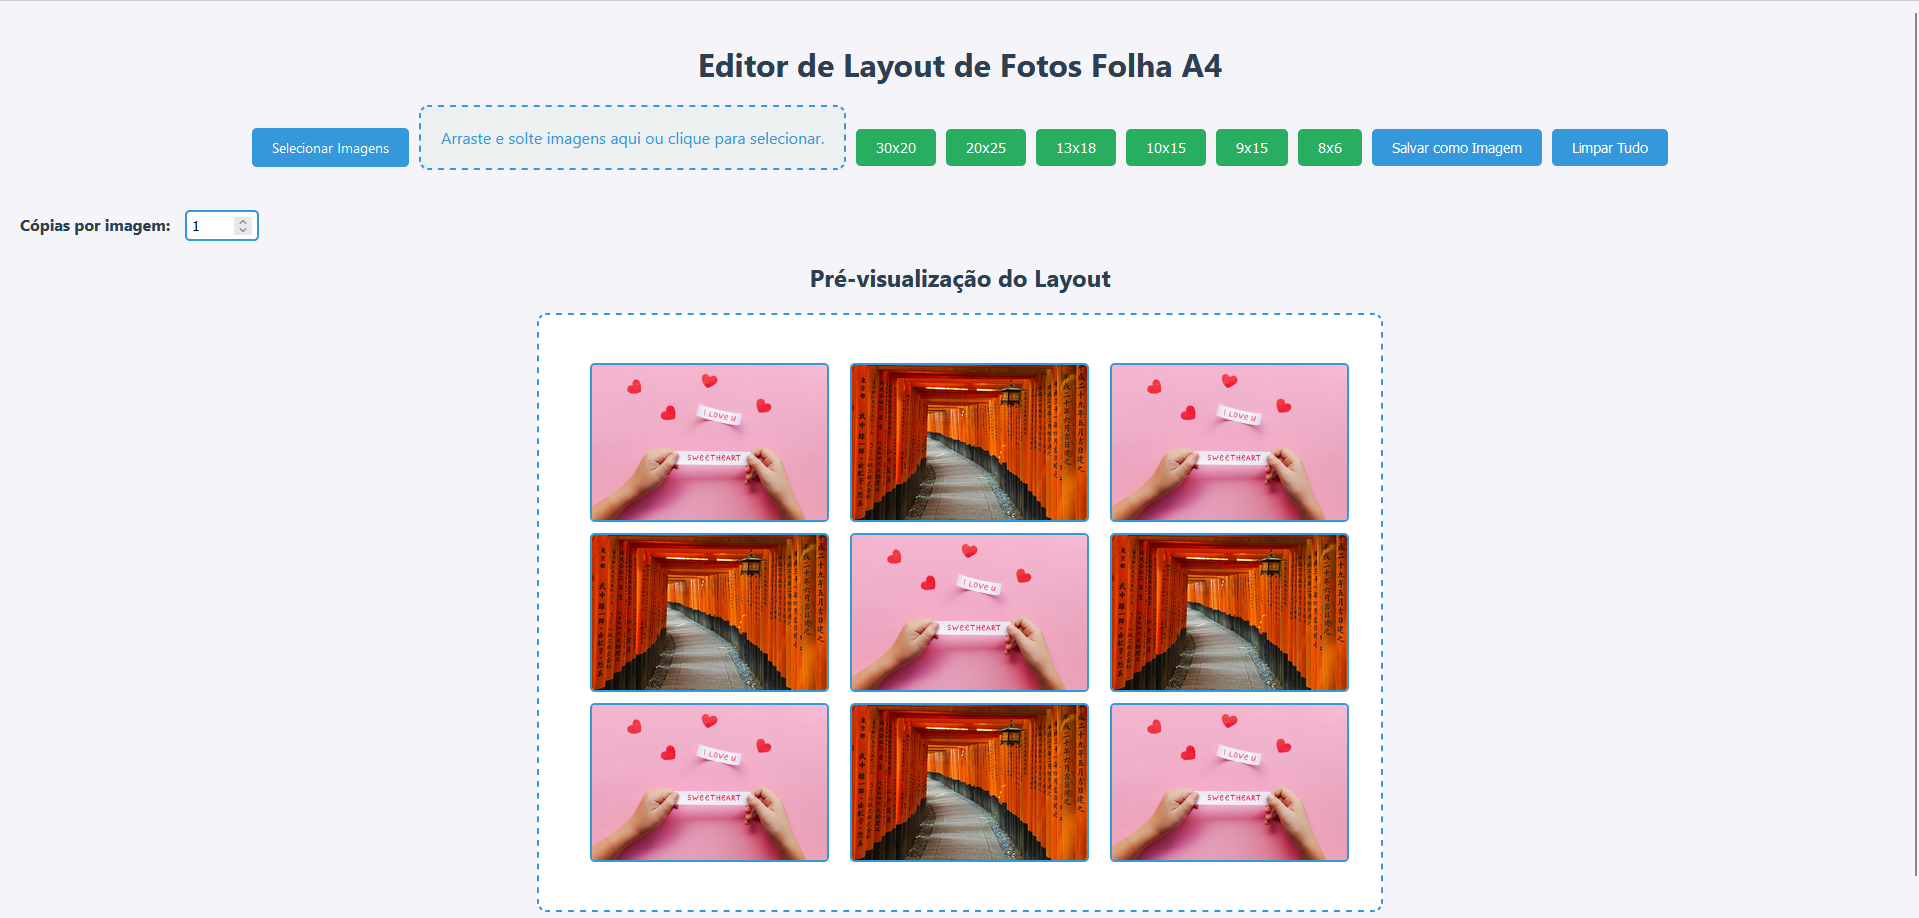 Editor de Layout de Fotos Folha A4
Selecionar Imagens
Arraste e solte imagens aqui ou clique para selecionar.
30x20
20x25
13x18
10x15
9x15
8x6
Salvar como Imagem
Limpar Tudo
Cópias por imagem:
1
Pré-visualização do Layout
I Love u
sweetheart
I Love u
sweetheart
I Love u
sweetheart
I Love u
sweetheart
I Love u
sweetheart